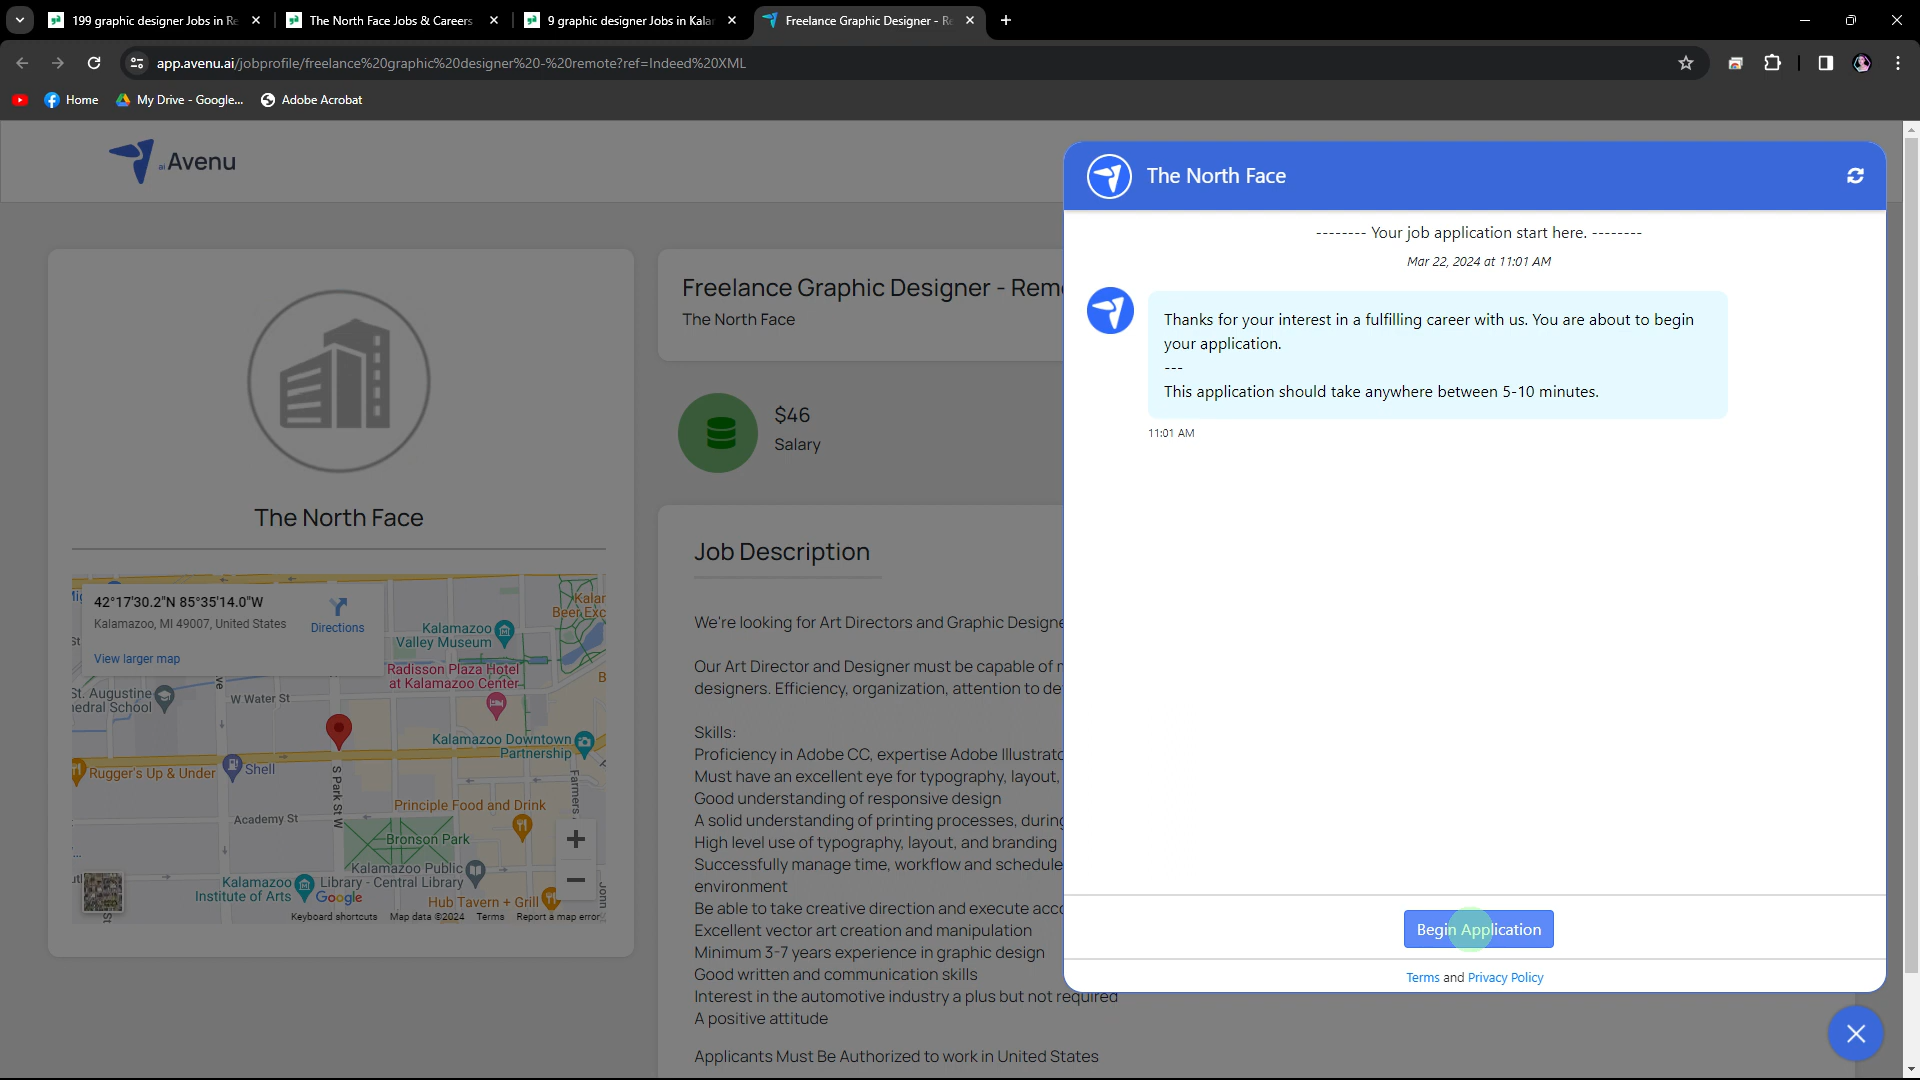 199 graphic designer Jobs in Re
The North Face Jobs & Careers
9 graphic designer Jobs in Kalar
Freelance Graphic Designer - Re
app.avenu.ai/jobprofile/freelance%20graphic%20designer%20-%20remote?ref=Indeed%20XML
Home
My Drive - Google...
Adobe Acrobat
ai Avenu
The North Face
42°17'30.2"N 85°35'14.0"W
Kalamazoo, MI 49007, United States
Directions
View larger map
Kalar
Beer Exc
Kalamazoo
Valley Museum
Radisson Plaza Hotel
at Kalamazoo Center
St. Augustine
hedral School
W Water St
Kalamazoo Downtown
Partnership
Rugger's Up & Under
Shell
S Park St W
Farmers
Principle Food and Drink
Academy St
Bronson Park
Kalamazoo Public
Library - Central Library
Kalamazoo
Institute of Arts
Google
Hub Tavern + Grill
Keyboard shortcuts
Map data ©2024
Terms
Report a map error
Freelance Graphic Designer - Rem
The North Face
$46
Salary
Job Description
We're looking for Art Directors and Graphic Designe
Our Art Director and Designer must be capable of
designers. Efficiency, organization, attention to de
Skills:
Proficiency in Adobe CC, expertise Adobe Illustrato
Must have an excellent eye for typography, layout,
Good understanding of responsive design
A solid understanding of printing processes, during
High level use of typography, layout, and branding
Successfully manage time, workflow and schedule
environment
Be able to take creative direction and execute acc
Excellent vector art creation and manipulation
Minimum 3-7 years experience in graphic design
Good written and communication skills
Interest in the automotive industry a plus but not required
A positive attitude
Applicants Must Be Authorized to work in United States
The North Face
-------- Your job application start here. --------
Mar 22, 2024 at 11:01 AM
Thanks for your interest in a fulfilling career with us. You are about to begin
your application.
---
This application should take anywhere between 5-10 minutes.
11:01 AM
Begin Application
Terms and Privacy Policy